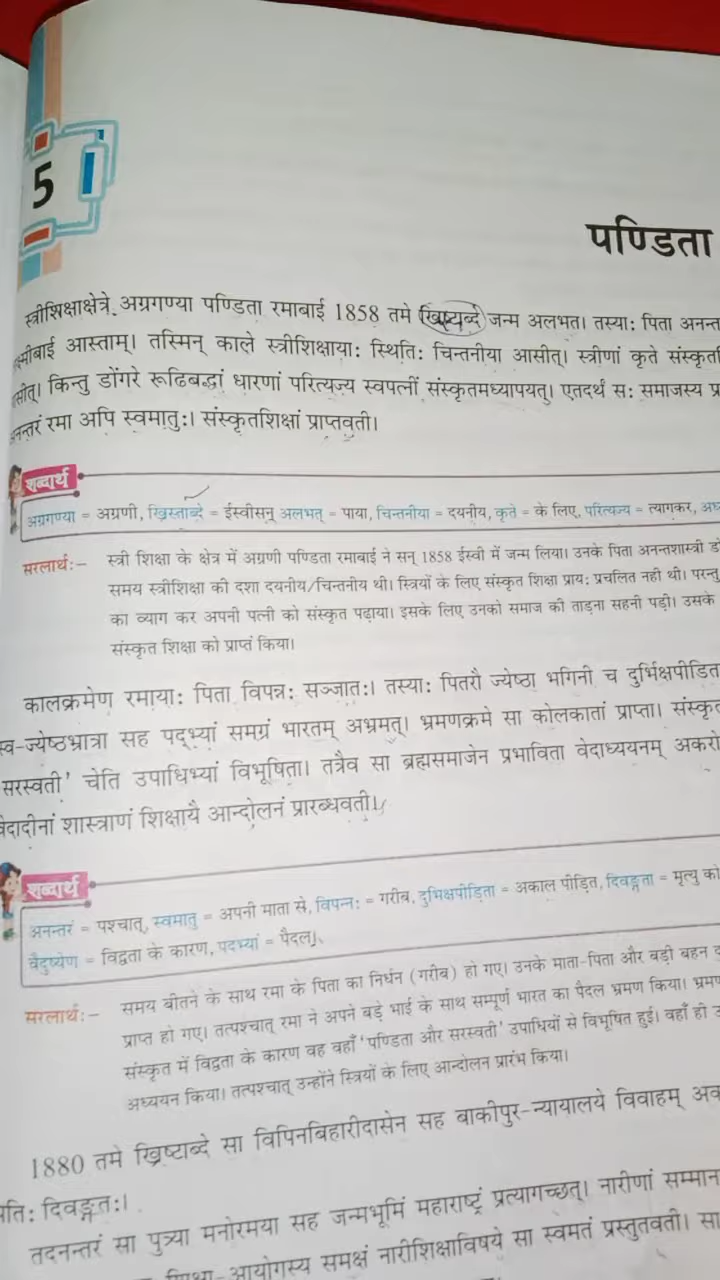 5
पण्डिता
स्त्रीशिक्षाक्षेत्रे अग्रगण्या पण्डिता रमाबाई 1858 तमे ख्रिष्टाब्दे जन्म अलभत। तस्या: पिता अनन्त
क्ष्मीबाई आस्ताम्। तस्मिन् काले स्त्रीशिक्षाया: स्थिति: चिन्तनीया आसीत्। स्त्रीणां कृते संस्कृत
सीत्। किन्तु डोंगरे रूढिबद्धां धारणां परित्यज्य स्वपत्नीं संस्कृतमध्यापयत्। एतदर्थं स: समाजस्य प्र
अनन्तरं रमा अपि स्वमातु:। संस्कृतशिक्षां प्राप्तवती।
शब्दार्थ
अग्रगण्या = अग्रणी, ख्रिस्ताब्दे = ईस्वीसन् अलभत् = पाया, चिन्तनीया = दयनीय, कृते = के लिए, परित्यज्य = त्यागकर,
सरलार्थ:– स्त्री शिक्षा के क्षेत्र में अग्रणी पण्डिता रमाबाई ने सन् 1858 ईस्वी में जन्म लिया। उनके पिता अनन्तशास्त्री डों
समय स्त्रीशिक्षा की दशा दयनीय/चिन्तनीय थी। स्त्रियों के लिए संस्कृत शिक्षा प्राय: प्रचलित नही थी। परन्तु
का व्याग कर अपनी पत्नी को संस्कृत पढ़ाया। इसके लिए उनको समाज की ताड़ना सहनी पड़ी। उसके
संस्कृत शिक्षा को प्राप्त किया।
कालक्रमेण रमाया: पिता विपन्न: सञ्जात:। तस्या: पितरौ ज्येष्ठा भगिनी च दुर्भिक्षपीडित
स्व-ज्येष्ठभ्रात्रा सह पद्भ्यां समग्रं भारतम् अभ्रमत्। भ्रमणक्रमे सा कोलकातां प्राप्ता। संस्कृत
सरस्वती' चेति उपाधिभ्यां विभूषिता। तत्रैव सा ब्रह्मसमाजेन प्रभाविता वेदाध्ययनम् अकरो
वेदादीनां शास्त्राणं शिक्षायै आन्दोलनं प्रारब्धवती।
शब्दार्थ
अनन्तरं = पश्चात्, स्वमातु = अपनी माता से, विपन्न: = गरीब, दुभिक्षपीड़िता = अकाल पीड़ित, दिवङ्गता = मृत्यु को
वैदुष्येण = विद्वता के कारण, पदभ्यां = पैदल।
सरलार्थ:– समय बीतने के साथ रमा के पिता का निर्धन (गरीब) हो गए। उनके माता-पिता और बड़ी बहन
प्राप्त हो गए। तत्पश्चात् रमा ने अपने बड़े भाई के साथ सम्पूर्ण भारत का पैदल भ्रमण किया। भ्रमण
संस्कृत में विद्वता के कारण वह वहाँ 'पण्डिता और सरस्वती' उपाधियों से विभूषित हुई। वहाँ ही उ
अध्ययन किया। तत्पश्चात् उन्होंने स्त्रियों के लिए आन्दोलन प्रारंभ किया।
1880 तमे ख्रिष्टाब्दे सा विपिनबिहारीदासेन सह बाकीपुर-न्यायालये विवाहम् अक
पति: दिवङ्गत:।
तदनन्तरं सा पुत्र्या मनोरमया सह जन्मभूमिं महाराष्ट्रं प्रत्यागच्छत्। नारीणां सम्मान
शिक्षा-आयोगस्य समक्षं नारीशिक्षाविषये सा स्वमतं प्रस्तुतवती। सा